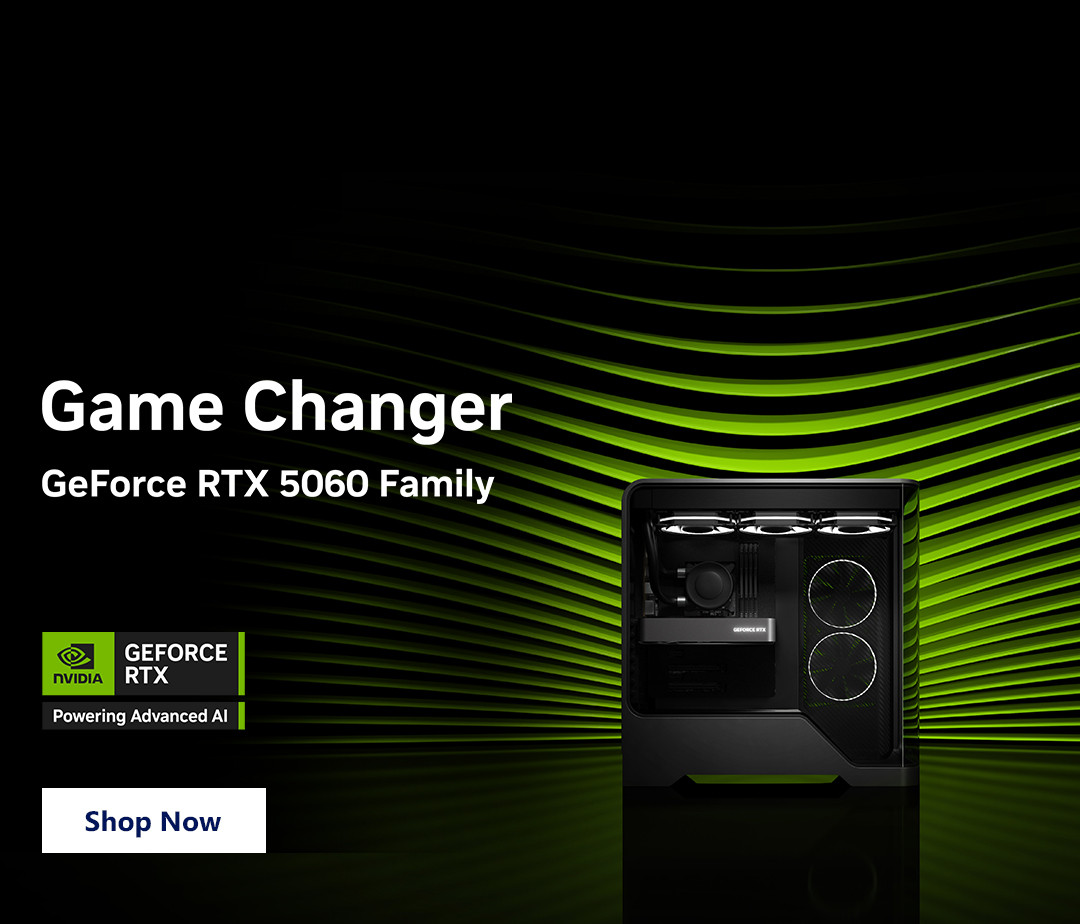 Game Changer
GeForce RTX 5060 Family
GEFORCE RTX
NVIDIA
GEFORCE
RTX
Powering Advanced AI
Shop Now